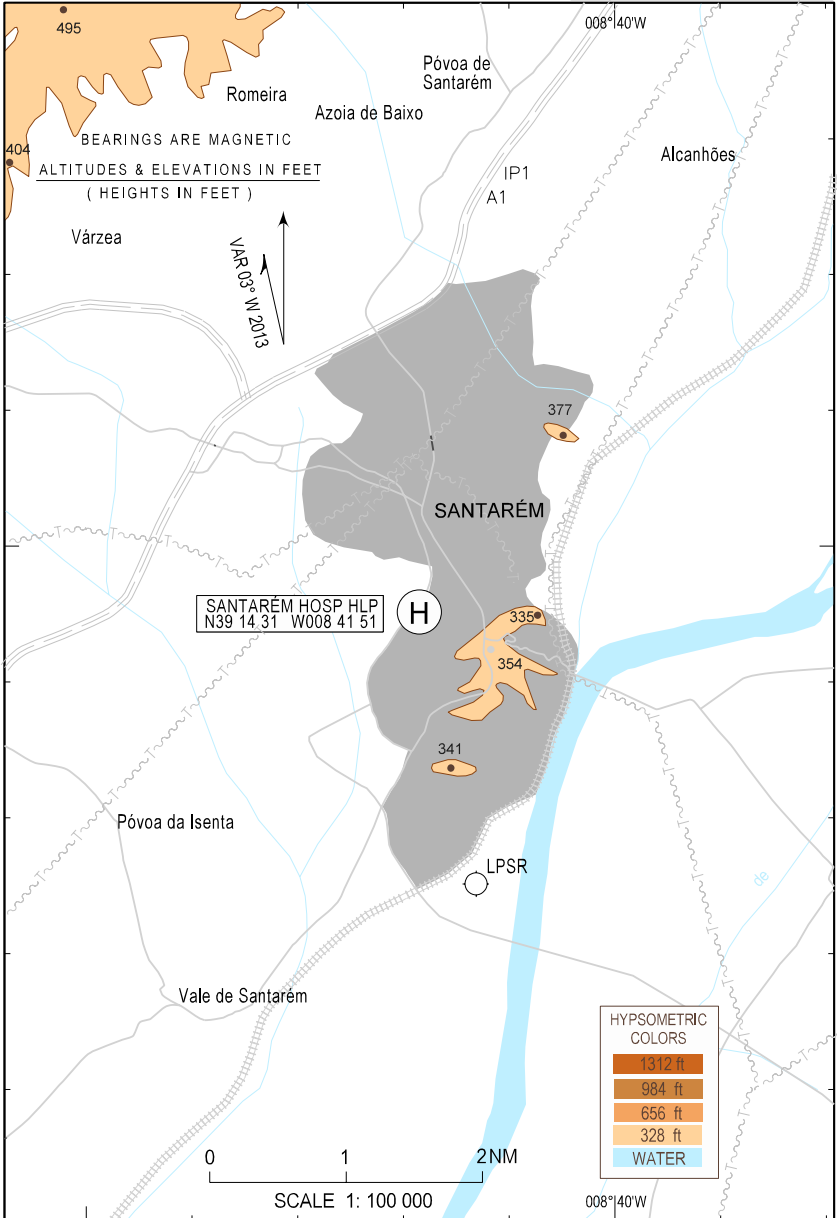 495
008°40'W
Póvoa de
Santarém
Romeira
Azoia de Baixo
BEARINGS ARE MAGNETIC
404
ALTITUDES & ELEVATIONS IN FEET
( HEIGHTS IN FEET )
Alcanhões
IP1
A1
Várzea
VAR 03° W 2013
377
SANTARÉM
SANTARÉM HOSP HLP
N39 14.31 W008 41 51
H
335
354
341
Póvoa da Isenta
LPSR
de
Vale de Santarém
HYPSOMETRIC
COLORS
1312 ft
984 ft
656 ft
328 ft
WATER
0 1 2NM
SCALE 1: 100 000
008°40'W